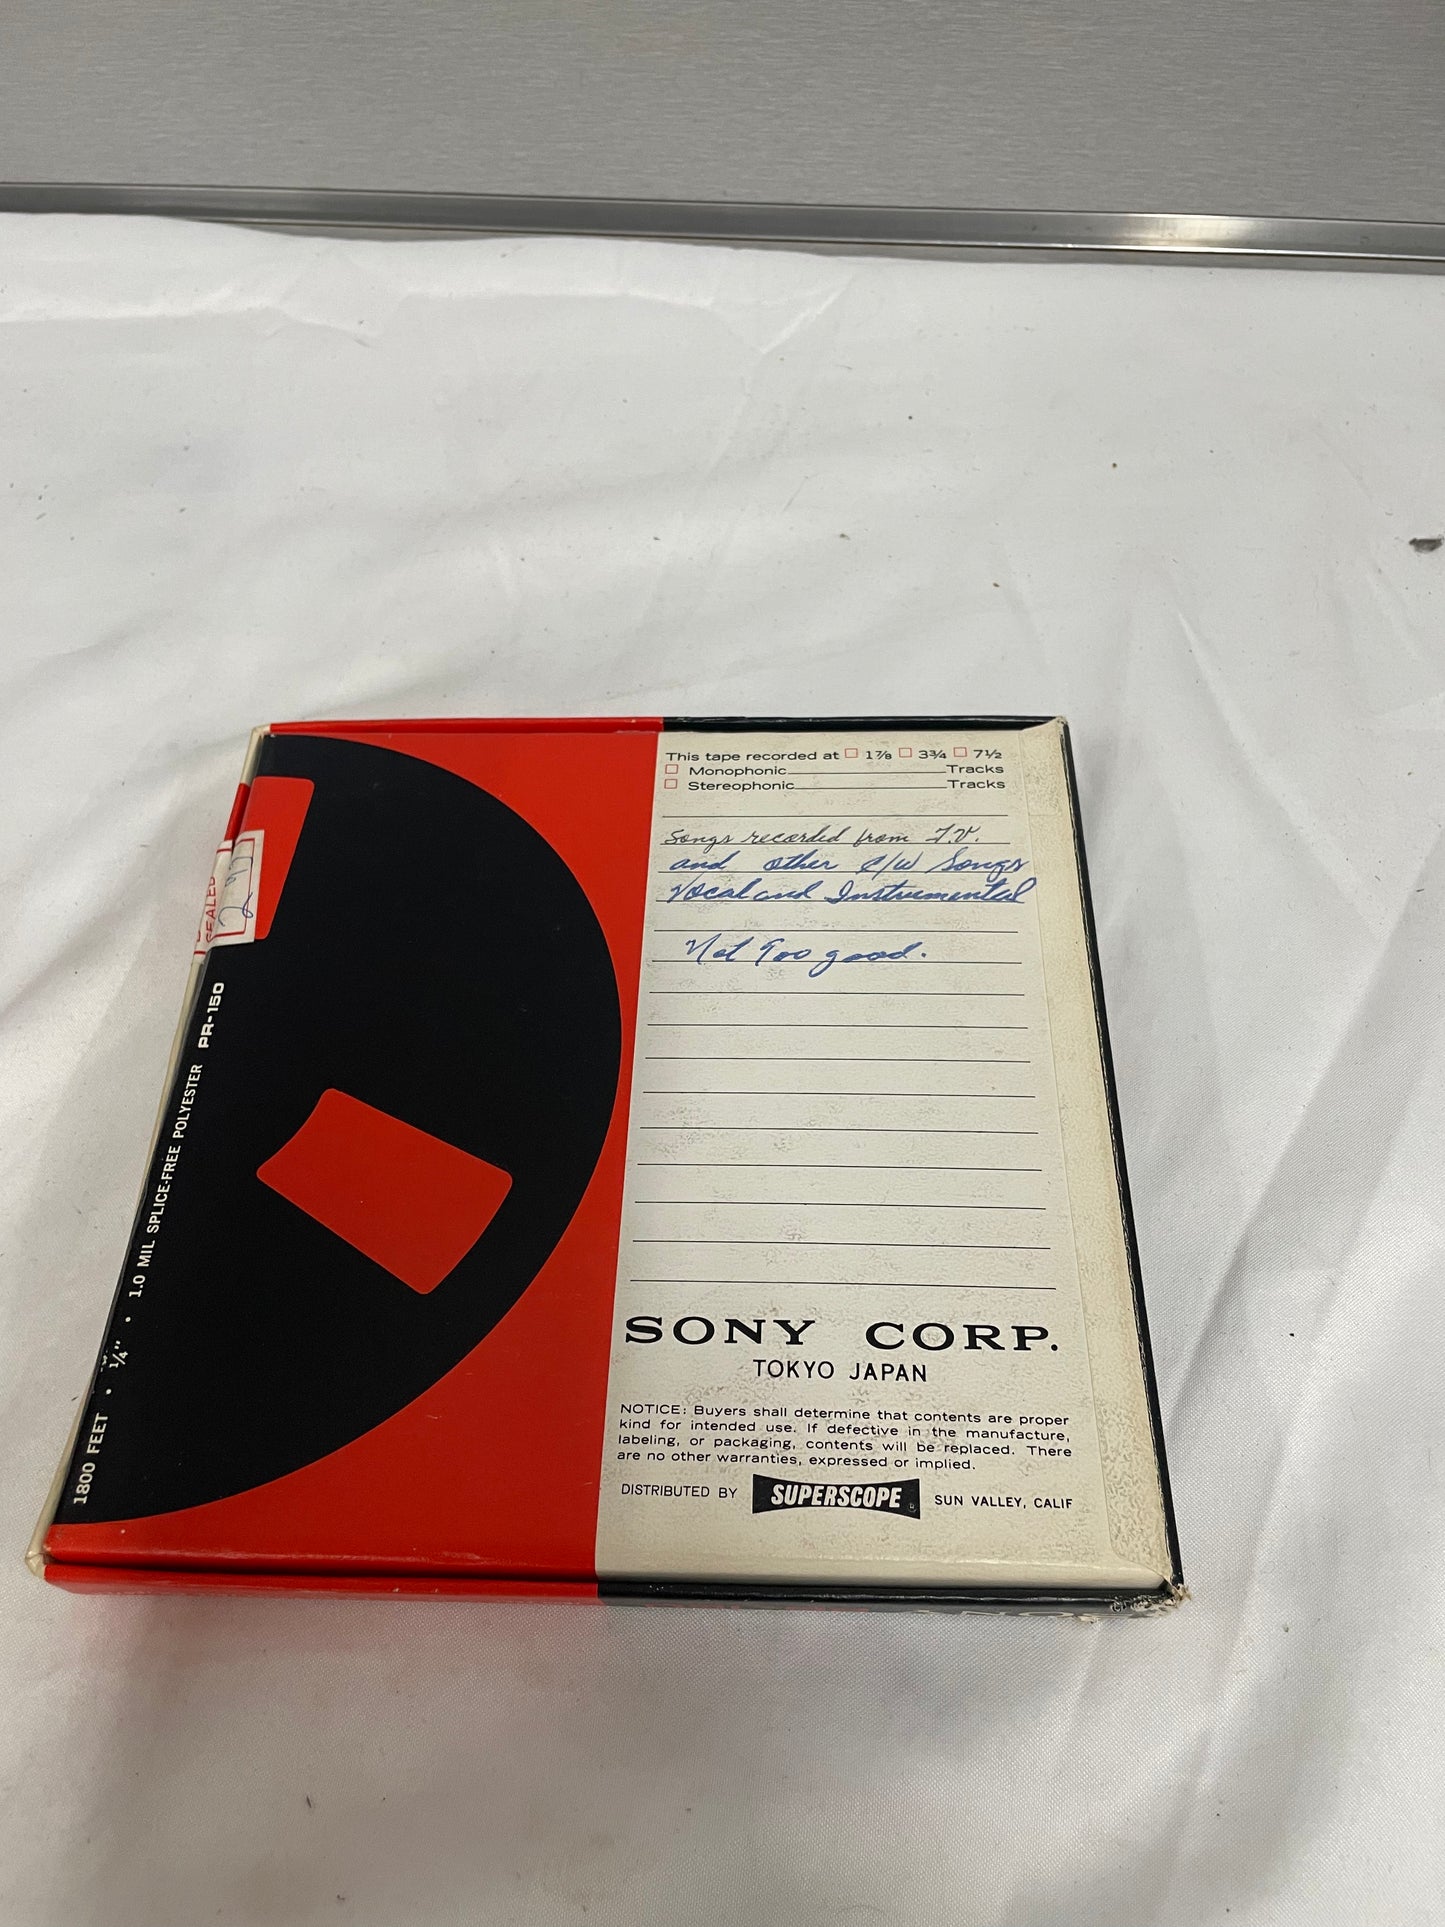 This tape recorded at □ 1⅞ □ 3¾ □ 7½
□ Monophonic____Tracks
□ Stereophonic____Tracks
Songs recorded from T.V.
and other C/W Songs
Vocal and Instrumental
Not Too good.
SONY CORP.
TOKYO JAPAN
NOTICE: Buyers shall determine that contents are proper
kind for intended use. If defective in the manufacture,
labeling, or packaging, contents will be replaced. There
are no other warranties, expressed or implied.
DISTRIBUTED BY SUPERSCOPE SUN VALLEY, CALIF
SEALED
1800 FEET • ¼" • 1.0 MIL SPLICE-FREE POLYESTER PR-150